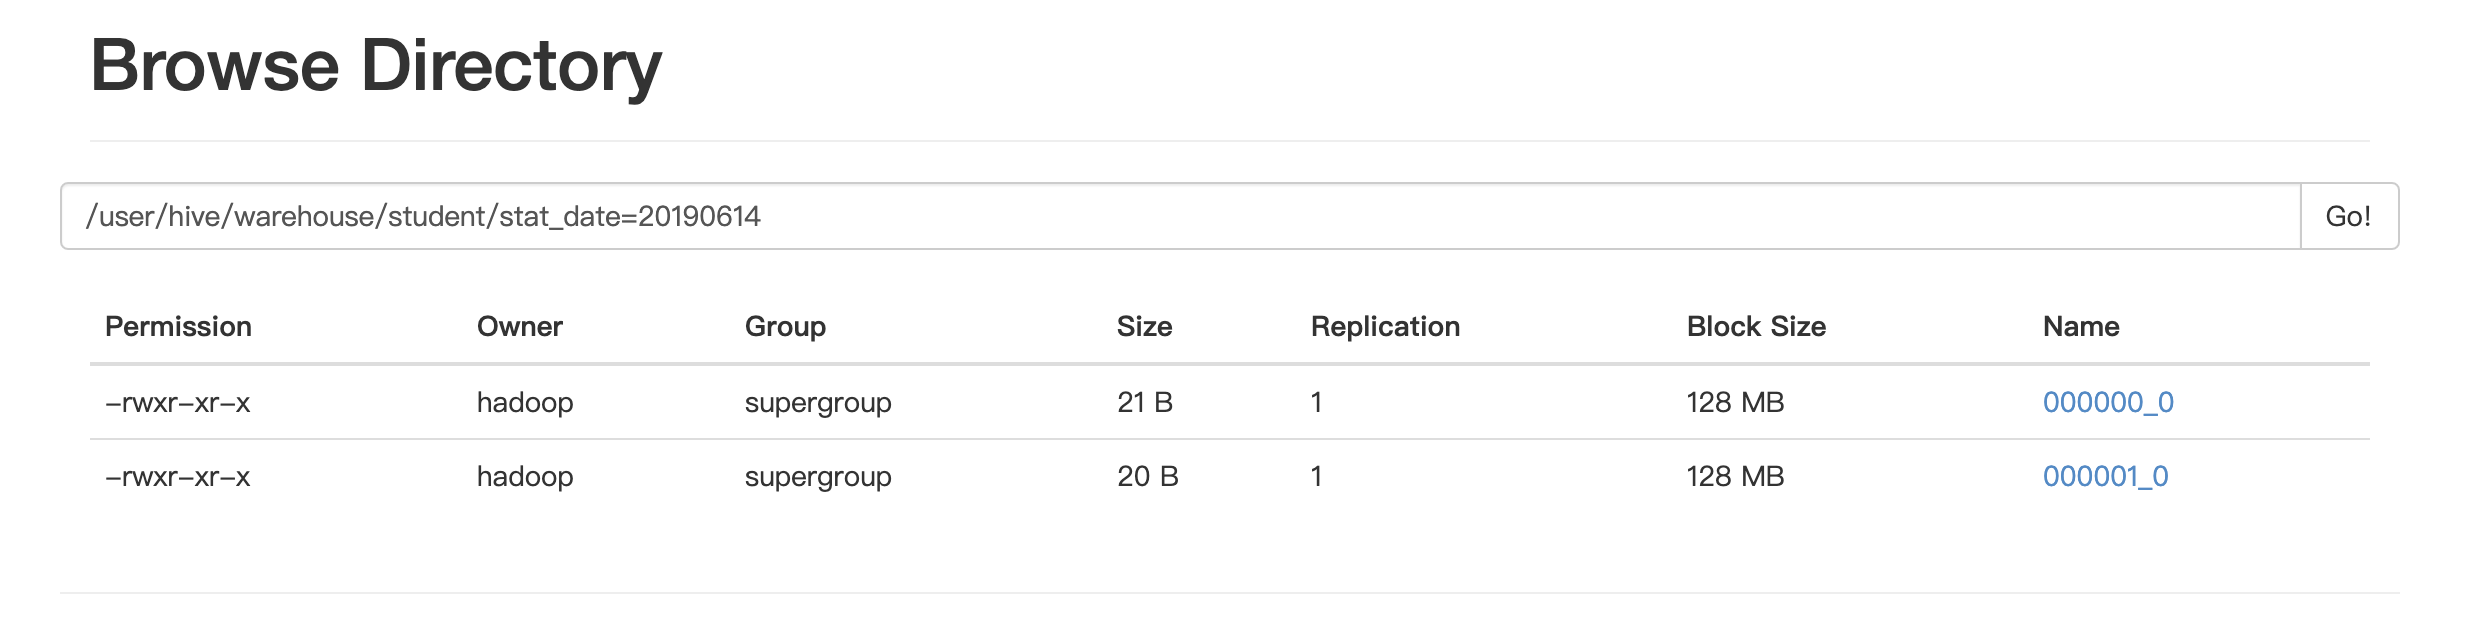 Browse Directory
/user/hive/warehouse/student/stat_date=20190614 Go!
Permission Owner Group Size Replication Block Size Name
-rwxr-xr-x hadoop supergroup 21 B 1 128 MB 000000_0
-rwxr-xr-x hadoop supergroup 20 B 1 128 MB 000001_0